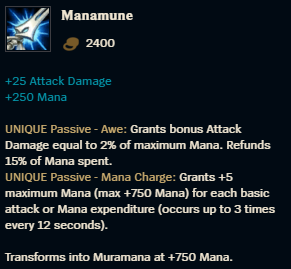 Manamune
2400
+25 Attack Damage
+250 Mana
UNIQUE Passive - Awe: Grants bonus Attack
Damage equal to 2% of maximum Mana. Refunds
15% of Mana spent.
UNIQUE Passive - Mana Charge: Grants +5
maximum Mana (max +750 Mana) for each basic
attack or Mana expenditure (occurs up to 3 times
every 12 seconds).
Transforms into Muramana at +750 Mana.